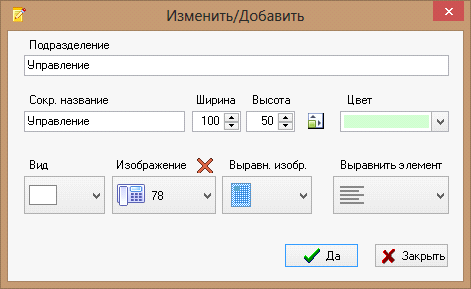 Изменить/Добавить
Подразделение
Управление
Сокр. название Ширина Высота Цвет
Управление 100 50
Вид Изображение Выравн. изобр. Выравнить элемент
78
Да Закрыть